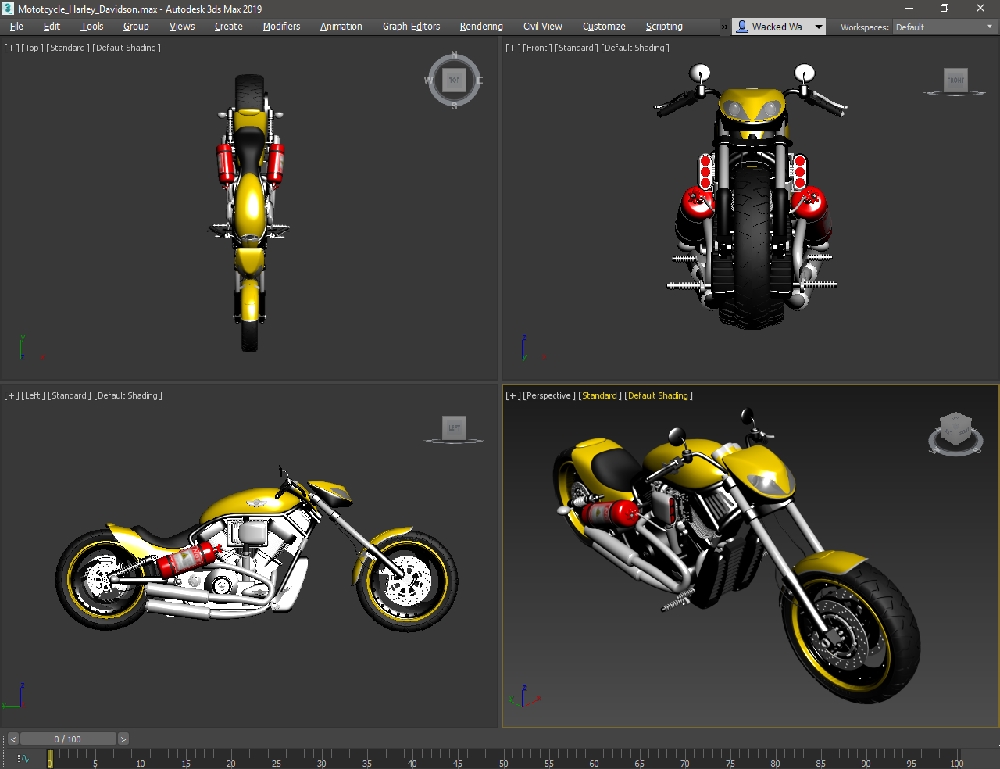 Mototcycle_Harley_Davidson.max - Autodesk 3ds Max 2019
File Edit Tools Group Views Create Modifiers Animation Graph Editors Rendering Civil View Customize Scripting » Wacked Wa Workspaces: Default
[+] [Top] [Standard] [Default Shading]
[+] [Front] [Standard] [Default Shading]
N
W TOP E
S
FRONT
[+] [Left] [Standard] [Default Shading]
[+] [Perspective] [Standard] [Default Shading]
LEFT
< 0 / 100 >
0 5 10 15 20 25 30 35 40 45 50 55 60 65 70 75 80 85 90 95 100